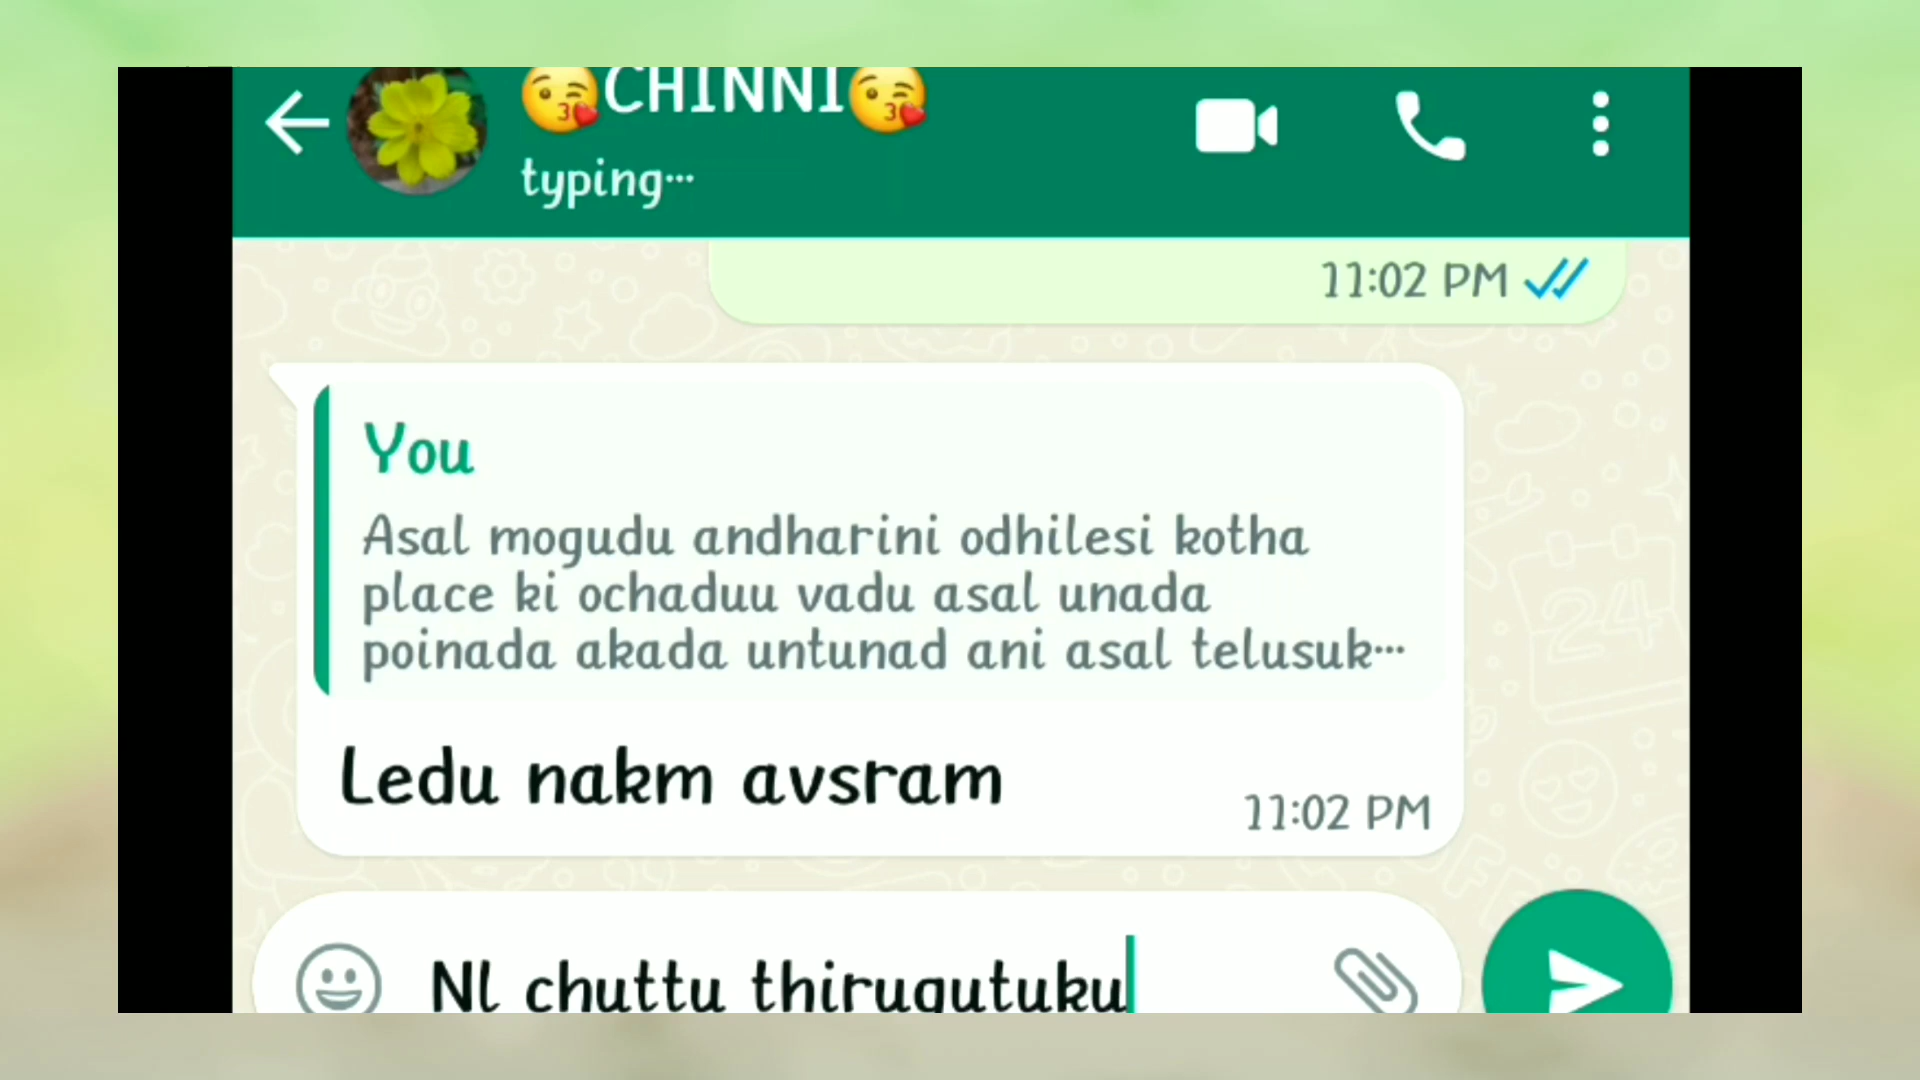 😘CHINNI😘
typing...
11:02 PM
You
Asal mogudu andharini odhilesi kotha
place ki ochaduu vadu asal unada
poinada akada untunad ani asal telusuk...
Ledu nakm avsram
11:02 PM
Nl chuttu thirugutuku